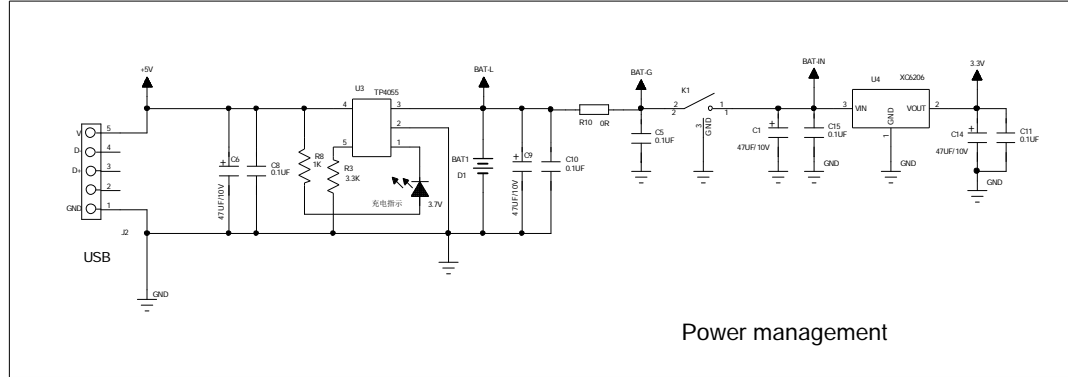 +5V
V
5
D-
4
D+
3
2
GND
1
J2
USB
GND
+
C6
47UF/10V
C8
0.1UF
R8
1K
R3
3.3K
U3
TP4055
4
3
2
5
1
充电指示
3.7V
BAT-L
BAT1
D1
+
C9
47UF/10V
C10
0.1UF
R10
0R
BAT-G
C5
0.1UF
K1
2
2
1
1
3
GND
BAT-IN
+
C1
47UF/10V
C15
0.1UF
GND
U4
XC6206
3
VIN
VOUT
2
GND
1
GND
3.3V
+
C14
47UF/10V
C11
0.1UF
GND
Power management